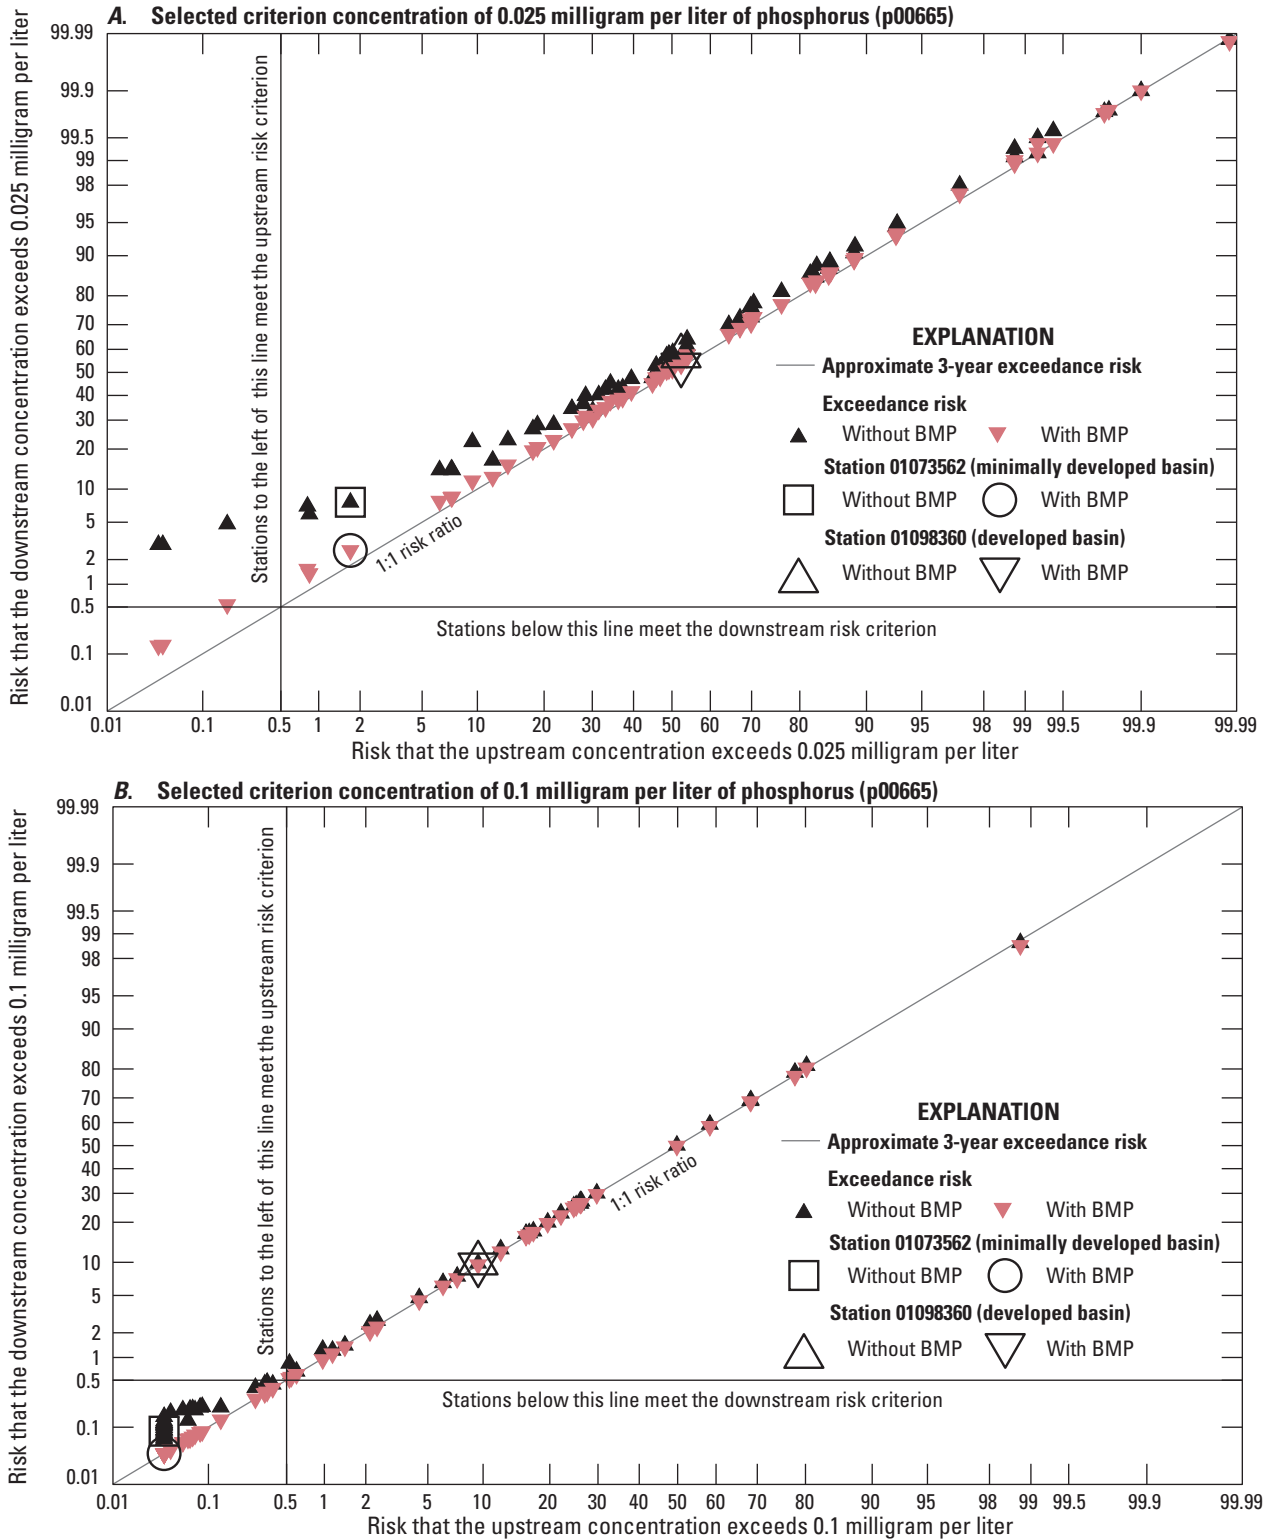 A. Selected criterion concentration of 0.025 milligram per liter of phosphorus (p00665)
Risk that the downstream concentration exceeds 0.025 milligram per liter
99.99
99.9
99.5
99
98
95
90
80
70
60
50
40
30
20
10
5
2
1
0.5
0.1
0.01
Stations to the left of this line meet the upstream risk criterion
1:1 risk ratio
EXPLANATION
Approximate 3-year exceedance risk
Exceedance risk
Without BMP With BMP
Station 01073562 (minimally developed basin)
Without BMP With BMP
Station 01098360 (developed basin)
Without BMP With BMP
Stations below this line meet the downstream risk criterion
0.01 0.1 0.5 1 2 5 10 20 30 40 50 60 70 80 90 95 98 99 99.5 99.9 99.99
Risk that the upstream concentration exceeds 0.025 milligram per liter
B. Selected criterion concentration of 0.1 milligram per liter of phosphorus (p00665)
Risk that the downstream concentration exceeds 0.1 milligram per liter
99.99
99.9
99.5
99
98
95
90
80
70
60
50
40
30
20
10
5
2
1
0.5
0.1
0.01
Stations to the left of this line meet the upstream risk criterion
1:1 risk ratio
EXPLANATION
Approximate 3-year exceedance risk
Exceedance risk
Without BMP With BMP
Station 01073562 (minimally developed basin)
Without BMP With BMP
Station 01098360 (developed basin)
Without BMP With BMP
Stations below this line meet the downstream risk criterion
0.01 0.1 0.5 1 2 5 10 20 30 40 50 60 70 80 90 95 98 99 99.5 99.9 99.99
Risk that the upstream concentration exceeds 0.1 milligram per liter